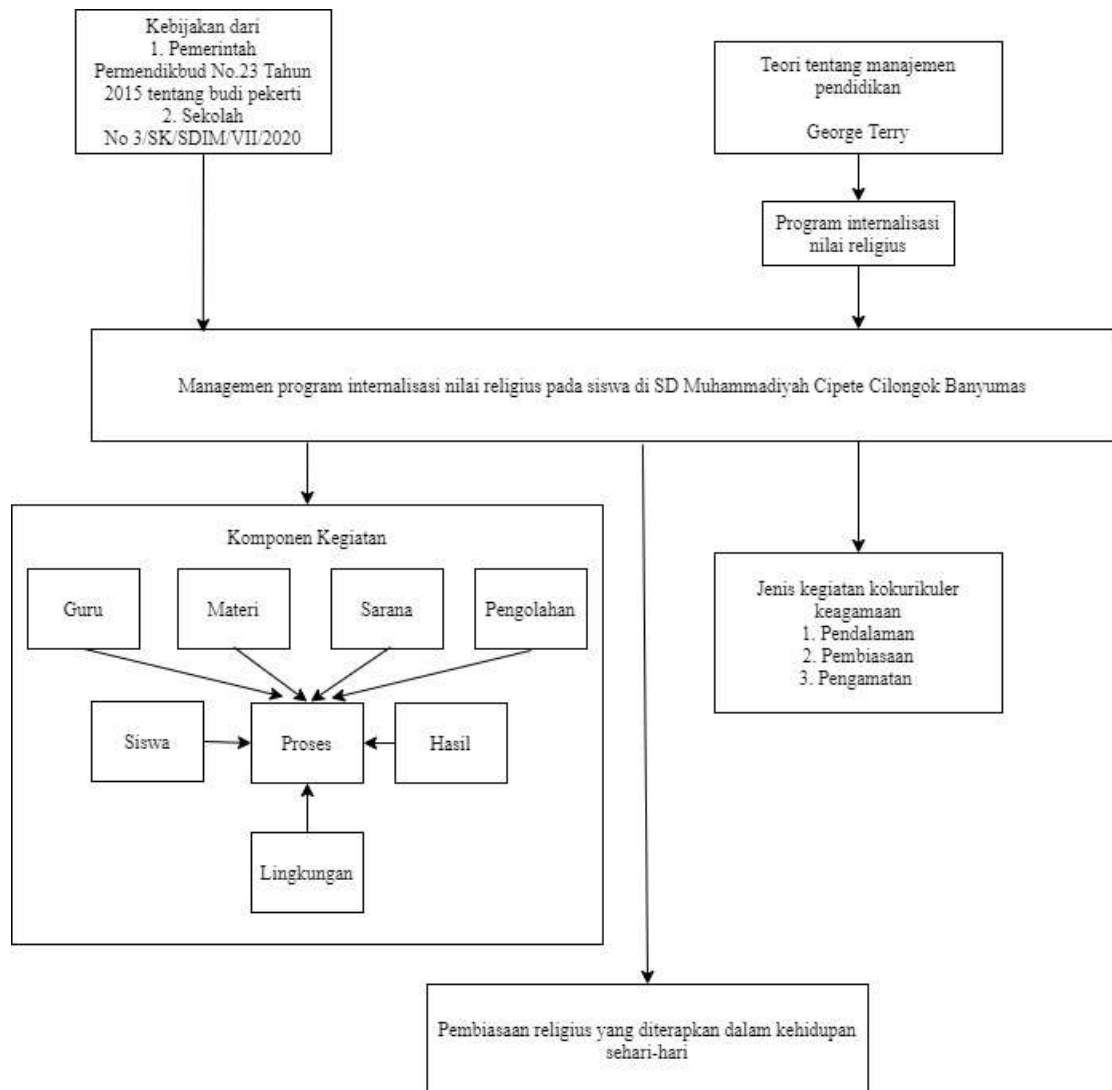 Kebijakan dari
1. Pemerintah
Permendikbud No.23 Tahun
2015 tentang budi pekerti
2. Sekolah
No 3/SK/SDIM/VII/2020
Teori tentang manajemen
pendidikan
George Terry
Program internalisasi
nilai religius
Managemen program internalisasi nilai religius pada siswa di SD Muhammadiyah Cipete Cilongok Banyumas
Komponen Kegiatan
Guru
Materi
Sarana
Pengolahan
Siswa
Proses
Hasil
Lingkungan
Jenis kegiatan kokurikuler
keagamaan
1. Pendalaman
2. Pembiasaan
3. Pengamatan
Pembiasaan religius yang diterapkan dalam kehidupan
sehari-hari